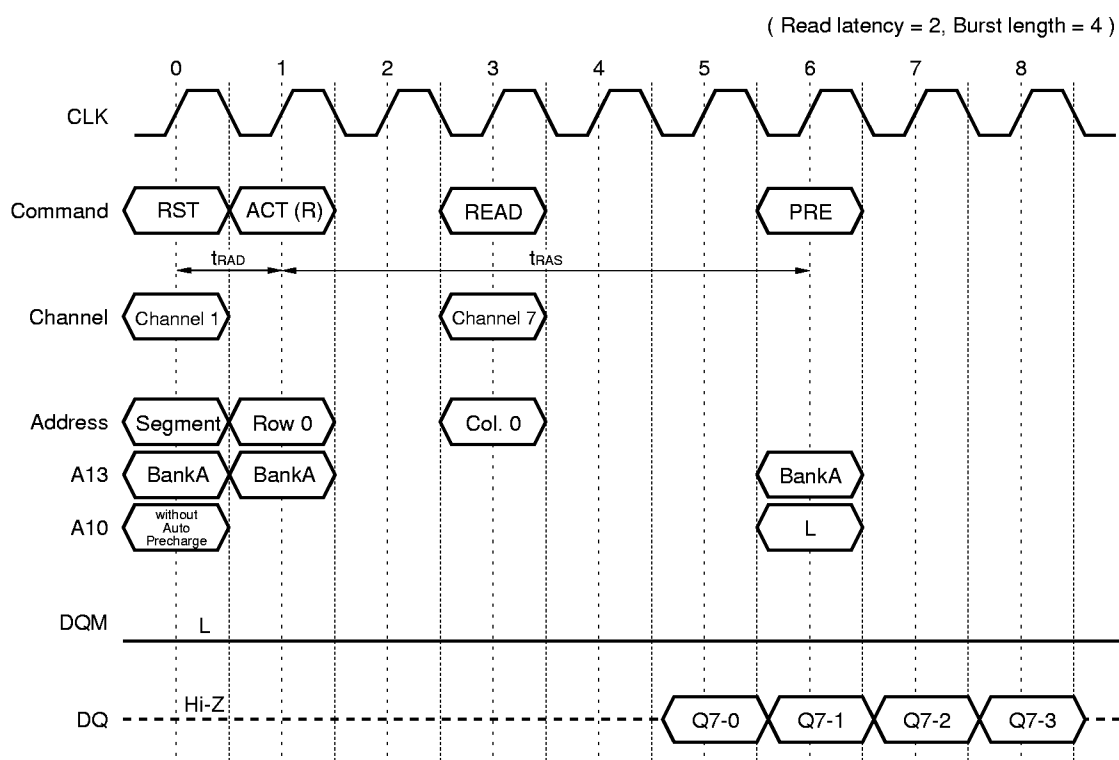 ( Read latency = 2, Burst length = 4 )
0 1 2 3 4 5 6 7 8
CLK
Command RST ACT (R) READ PRE
tRAD tRAS
Channel Channel 1 Channel 7
Address Segment Row 0 Col. 0
A13 BankA BankA BankA
A10 without Auto Precharge L
DQM L
Hi-Z
DQ Q7-0 Q7-1 Q7-2 Q7-3